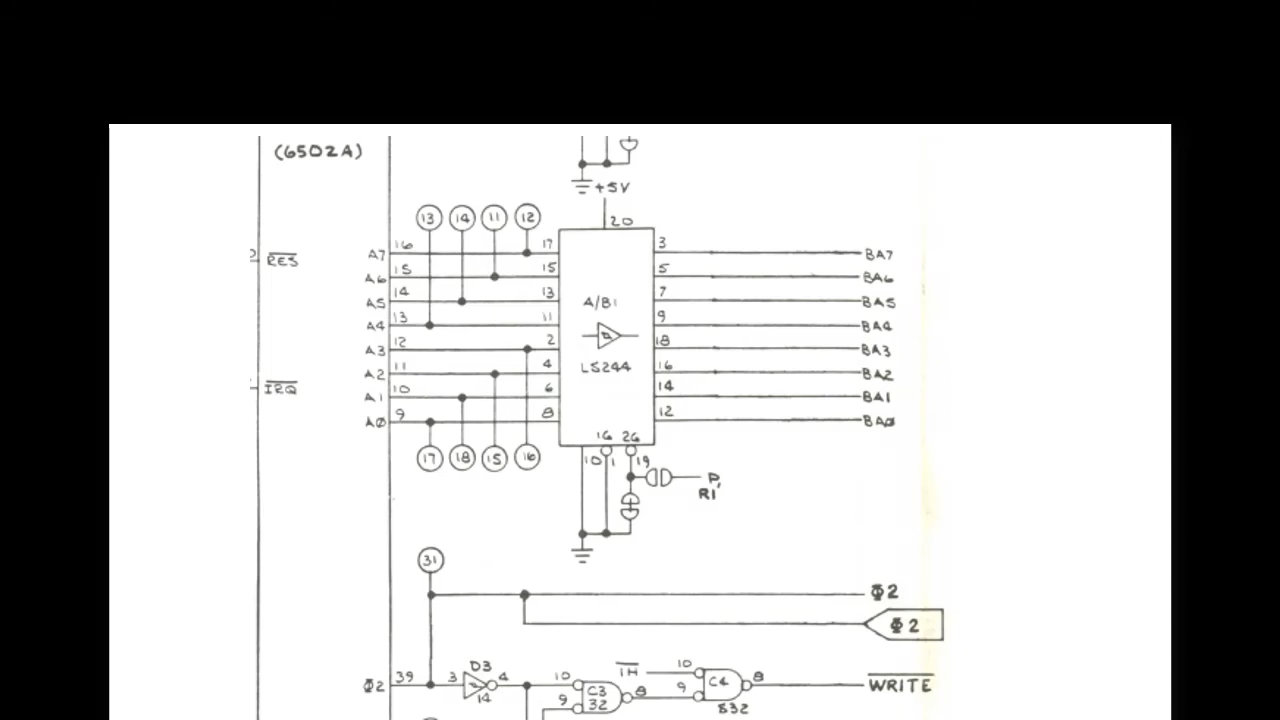 (6502A)
+5V
20
13 14 11 12
RES
A7 16 17 3 BA7
A6 15 15 5 BA6
A5 14 13 7 BA5
A/B1
A4 13 11 9 BA4
A3 12 2 18 BA3
A2 11 4 16 BA2
LS244
IRQ
A1 10 6 14 BA1
AØ 9 8 12 BAØ
1G 2G
17 18 15 16
10 1 19
P,
R1
31
Φ2
Φ2
D3
1H 10
Φ2 39 3 4 10 C4 8 WRITE
14 9 C3 8 9
32 S32